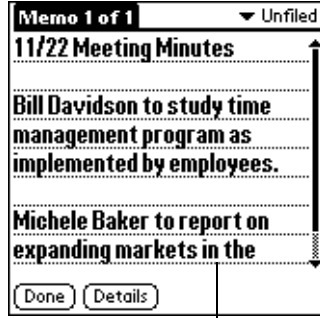 Memo 1 of 1 Unfiled
11/22 Meeting Minutes
Bill Davidson to study time
management program as
implemented by employees.
Michele Baker to report on
expanding markets in the
Done Details